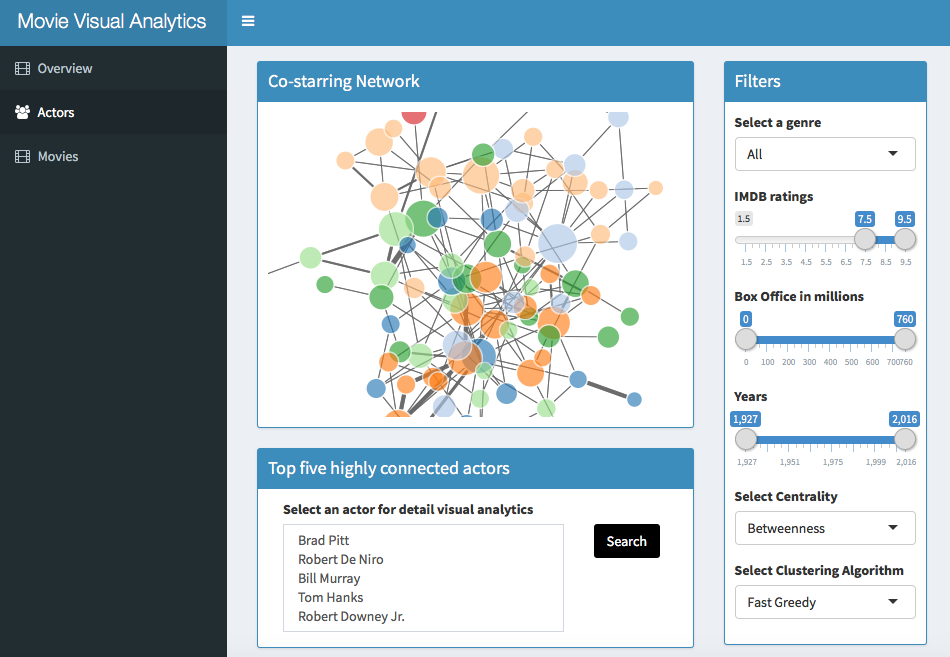 Movie Visual Analytics
Overview
Actors
Movies
Co-starring Network
Top five highly connected actors
Select an actor for detail visual analytics
Brad Pitt
Robert De Niro
Bill Murray
Tom Hanks
Robert Downey Jr.
Search
Filters
Select a genre
All
IMDB ratings
1.5 7.5 9.5
1.5 2.5 3.5 4.5 5.5 6.5 7.5 8.5 9.5
Box Office in millions
0 760
0 100 200 300 400 500 600 700 760
Years
1,927 2,016
1,927 1,951 1,975 1,999 2,016
Select Centrality
Betweenness
Select Clustering Algorithm
Fast Greedy